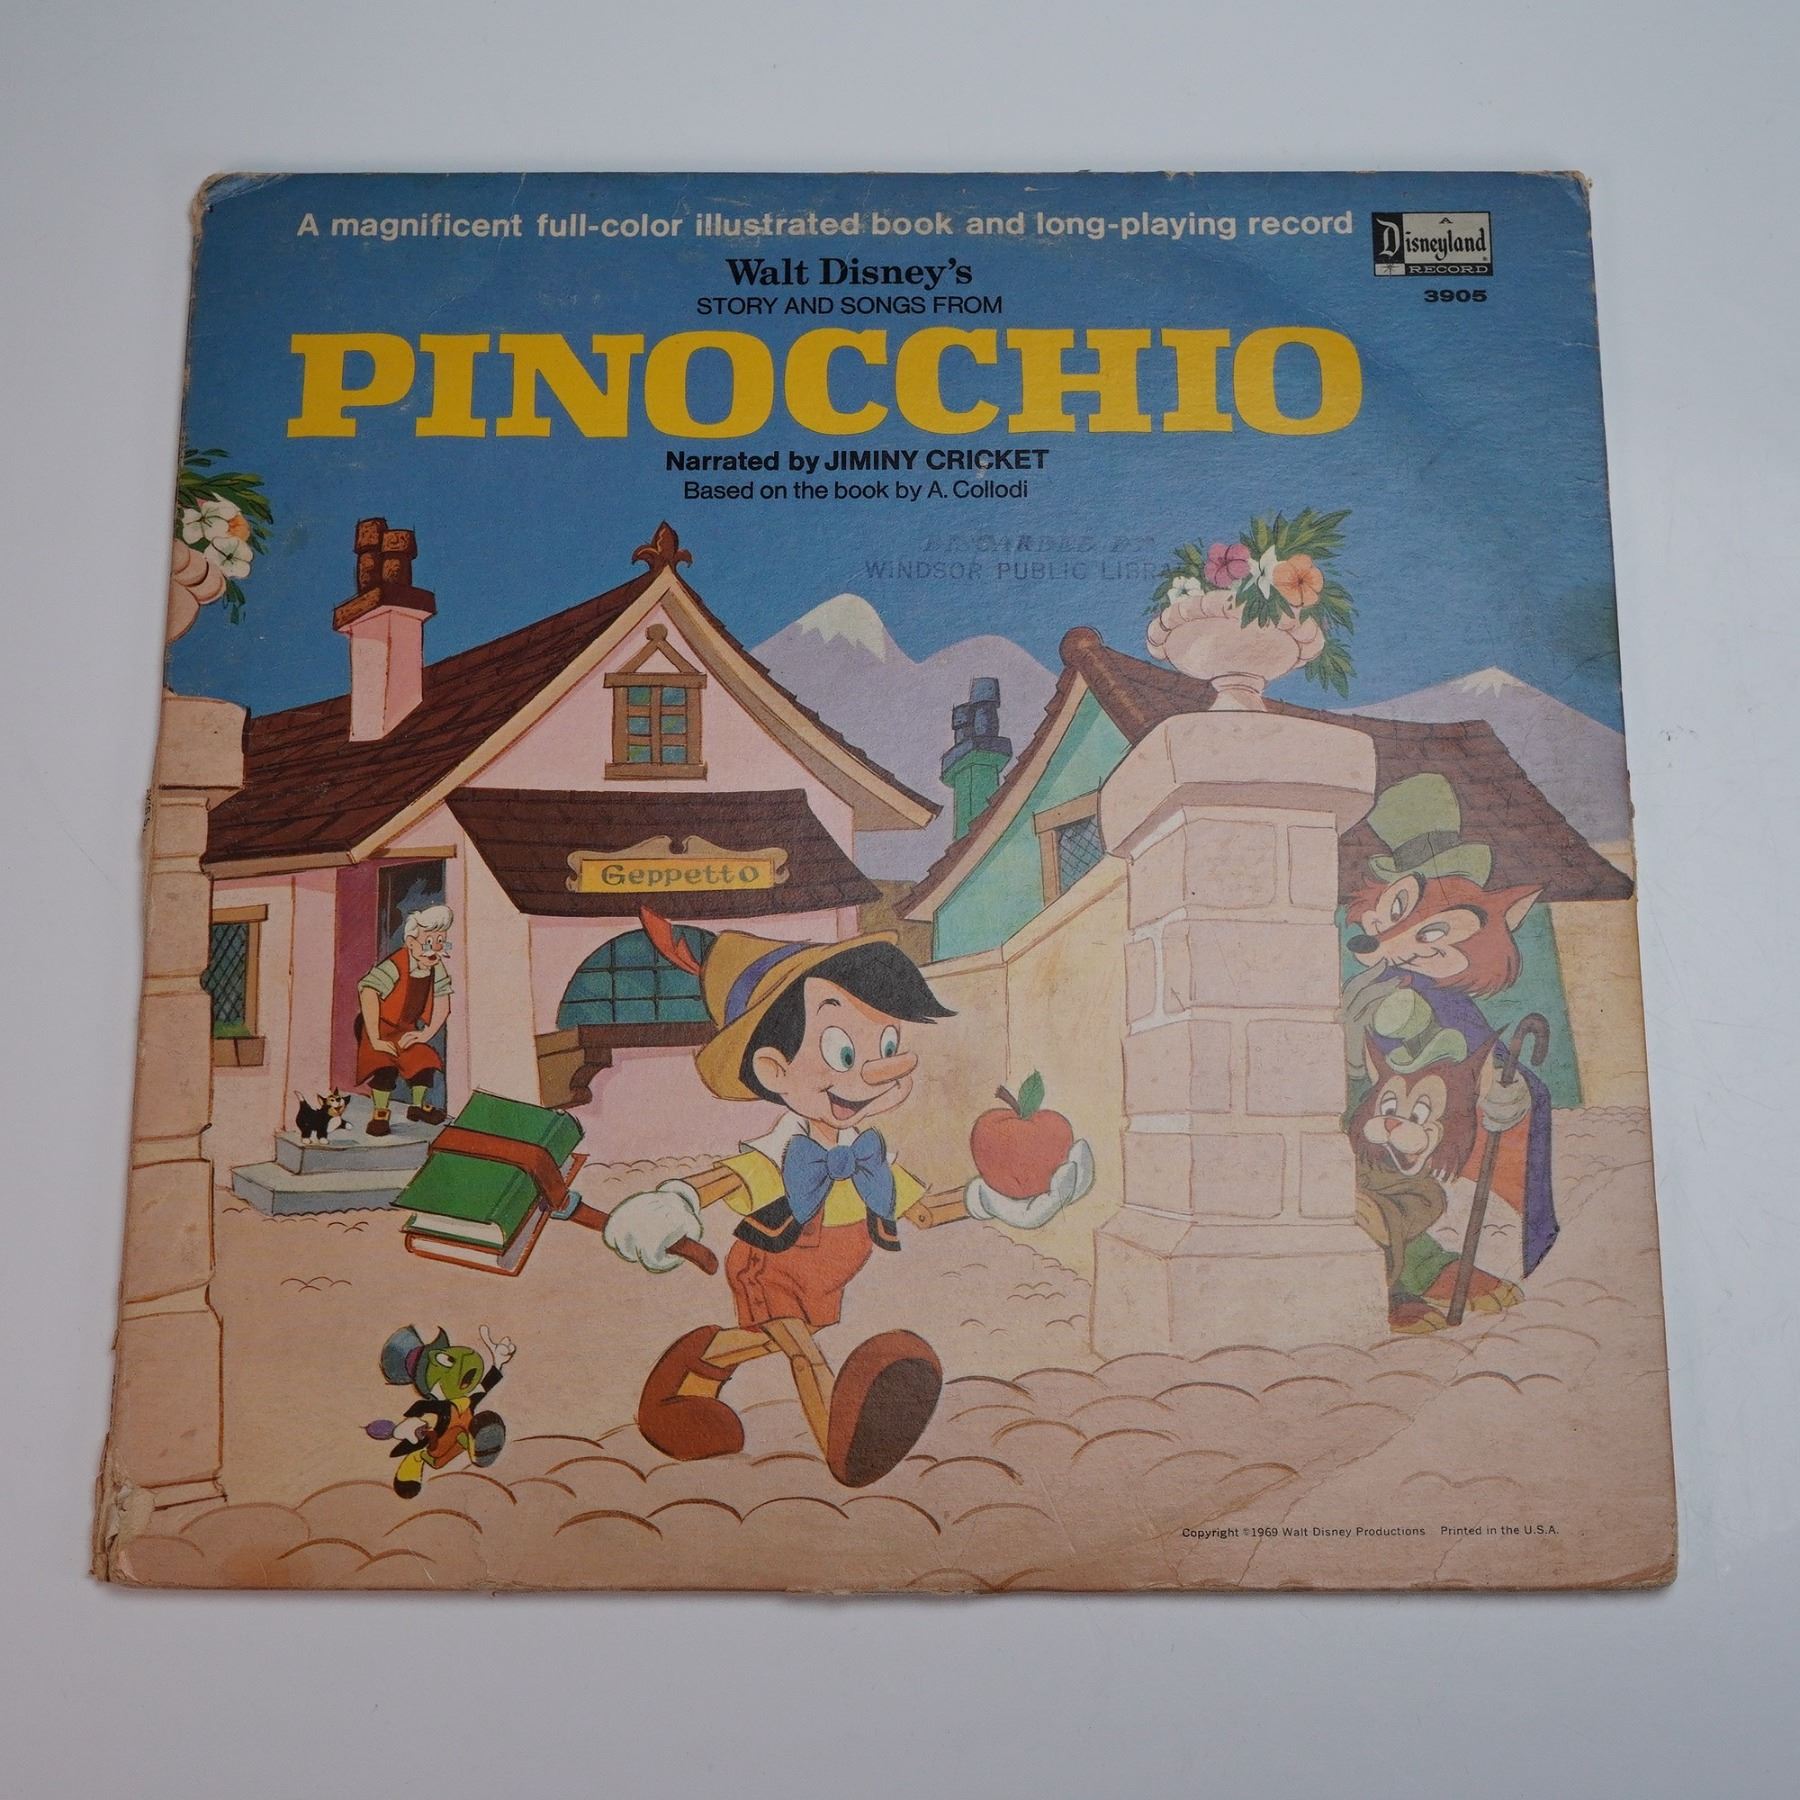 A magnificent full-color illustrated book and long-playing record
A
Disneyland
RECORD
3905
Walt Disney's
STORY AND SONGS FROM
PINOCCHIO
Narrated by JIMINY CRICKET
Based on the book by A. Collodi
WINDSOR PUBLIC
Geppetto
Copyright ©1969 Walt Disney Productions Printed in the U.S.A.